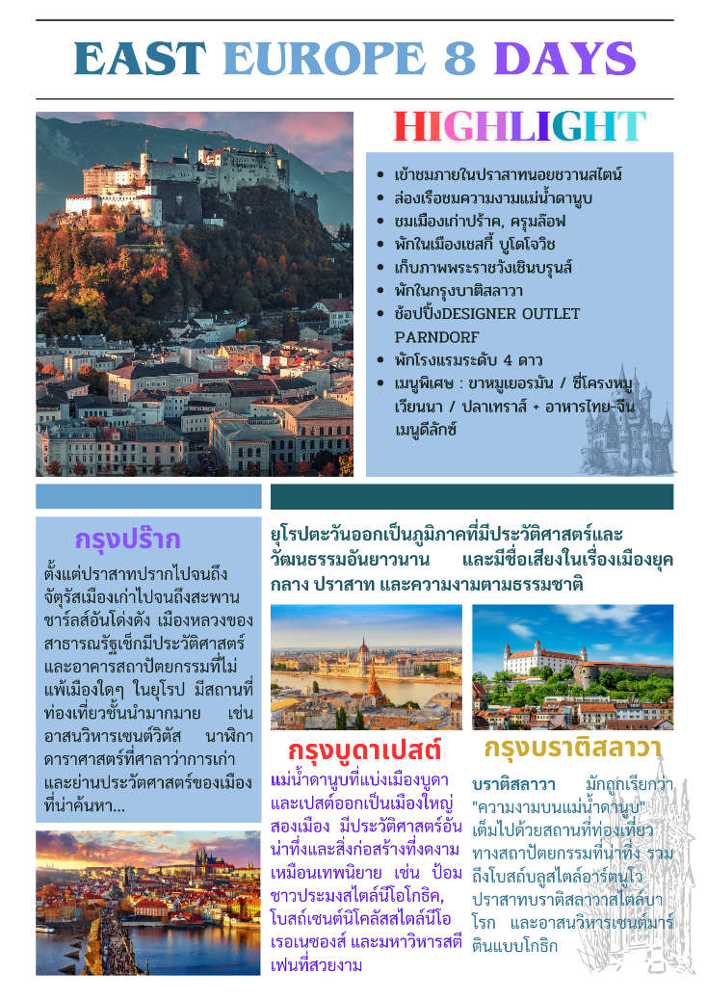 EAST EUROPE 8 DAYS
HIGHLIGHT
• เข้าชมภายในปราสาทนอยชวานสไตน์
• ล่องเรือชมความงามแม่น้ำดานูบ
• ชมเมืองเก่าปร้าค, ครุมล๊อฟ
• พักในเมืองเชสกี้ บูโดโจวิช
• เก็บภาพพระราชวังเชินบรุนส์
• พักในกรุงบาติสลาวา
• ช้อปปิ้งDESIGNER OUTLET
PARNDORF
• พักโรงแรมระดับ 4 ดาว
• เมนูพิเศษ : ขาหมูเยอรมัน / ซี่โครงหมู
เวียนนา / ปลาเทราส์ + อาหารไทย-จีน
เมนูดีลักซ์
กรุงปร๊าก
ตั้งแต่ปราสาทปรากไปจนถึง
จัตุรัสเมืองเก่าไปจนถึงสะพาน
ชาร์ลส์อันโด่งดัง เมืองหลวงของ
สาธารณรัฐเช็กมีประวัติศาสตร์
และอาคารสถาปัตยกรรมที่ไม่
แพ้เมืองใดๆ ในยุโรป มีสถานที่
ท่องเที่ยวชั้นนำมากมาย เช่น
อาสนวิหารเซนต์วิตัส นาฬิกา
ดาราศาสตร์ที่ศาลาว่าการเก่า
และย่านประวัตศาสตร์ของเมือง
ที่น่าค้นหา...
ยุโรปตะวันออกเป็นภูมิภาคที่มีประวัติศาสตร์และ
วัฒนธรรมอันยาวนาน และมีชื่อเสียงในเรื่องเมืองยุค
กลาง ปราสาท และความงามตามธรรมชาติ
กรุงบูดาเปสต์
แม่น้ำดานูบที่แบ่งเมืองบูดา
และเปสต์ออกเป็นเมืองใหญ่
สองเมือง มีประวัติศาสตร์อัน
น่าทึ่งและสิ่งก่อสร้างที่งดงาม
เหมือนเทพนิยาย เช่น ป้อม
ชาวประมงสไตล์นีโอโกธิค,
โบสถ์เซนต์นิโคลัสสไตล์นีโอ
เรอเนซองส์ และมหาวิหารสตี
เฟนที่สวยงาม
กรุงบราติสลาวา
บราติสลาวา มักถูกเรียกว่า
"ความงามบนแม่น้ำดานูบ"
เต็มไปด้วยสถานที่ท่องเที่ยว
ทางสถาปัตยกรรมที่น่าทึ่ง รวม
ถึงโบสถ์บลูสไตล์อาร์ตนูโว
ปราสาทบราติสลาวาสไตล์บา
โรก และอาสนวิหารเซนต์มาร์
ตินแบบโกธิก